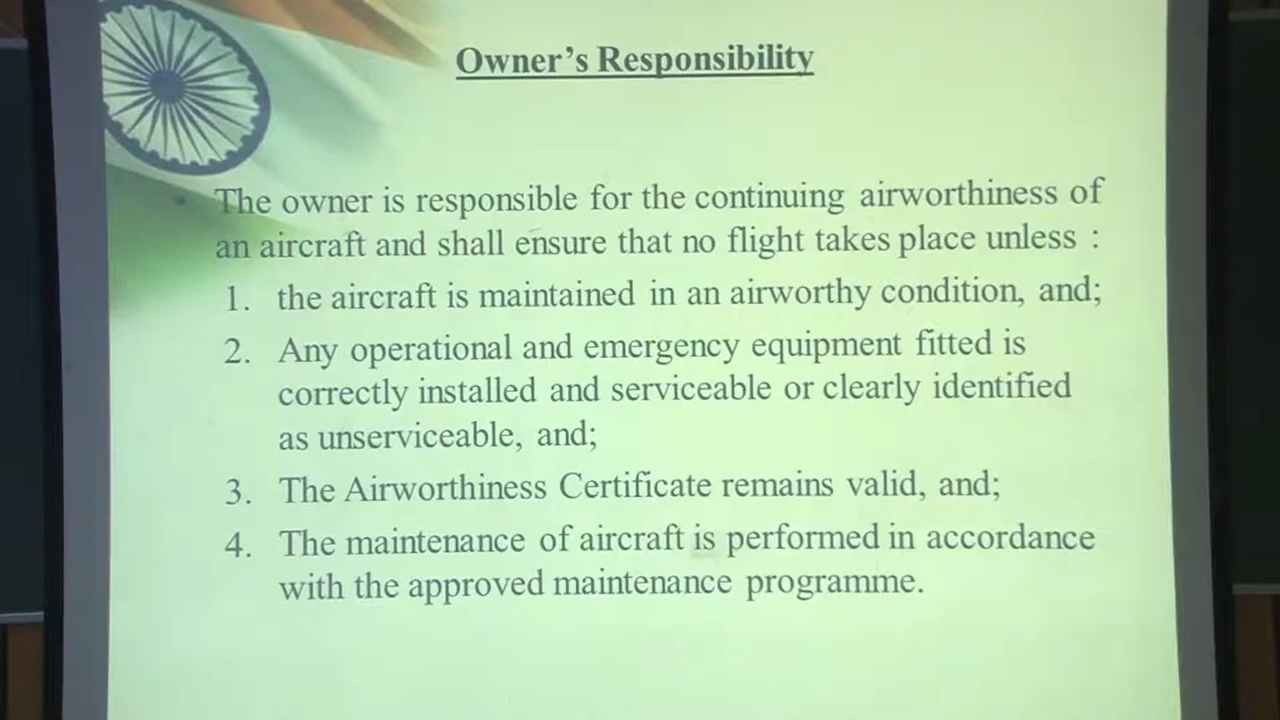 Owner's Responsibility
• The owner is responsible for the continuing airworthiness of
an aircraft and shall ensure that no flight takes place unless :
1. the aircraft is maintained in an airworthy condition, and;
2. Any operational and emergency equipment fitted is
correctly installed and serviceable or clearly identified
as unserviceable, and;
3. The Airworthiness Certificate remains valid, and;
4. The maintenance of aircraft is performed in accordance
with the approved maintenance programme.